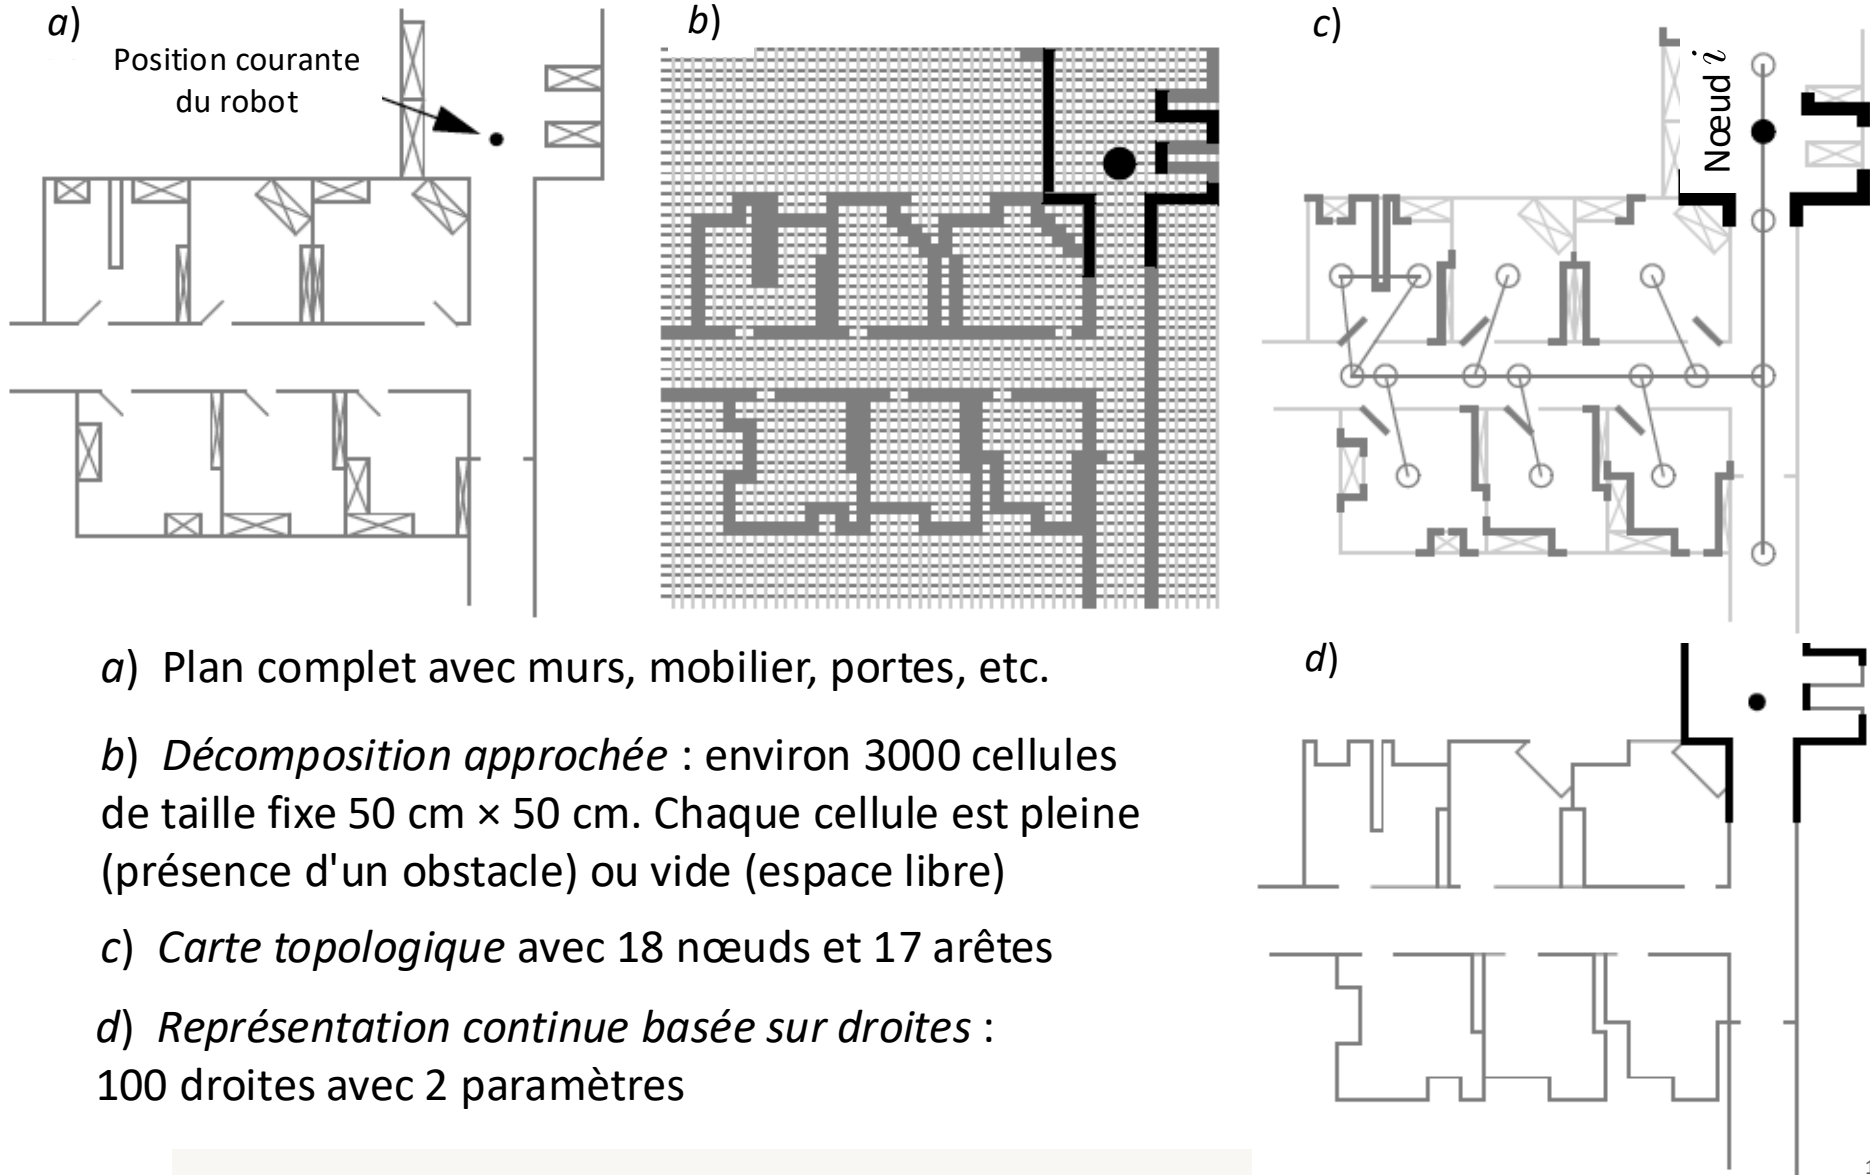 a)
Position courante
du robot
b)
c)
Nœud i
a) Plan complet avec murs, mobilier, portes, etc.
b) Décomposition approchée : environ 3000 cellules
de taille fixe 50 cm × 50 cm. Chaque cellule est pleine
(présence d'un obstacle) ou vide (espace libre)
c) Carte topologique avec 18 nœuds et 17 arêtes
d) Représentation continue basée sur droites :
100 droites avec 2 paramètres
d)